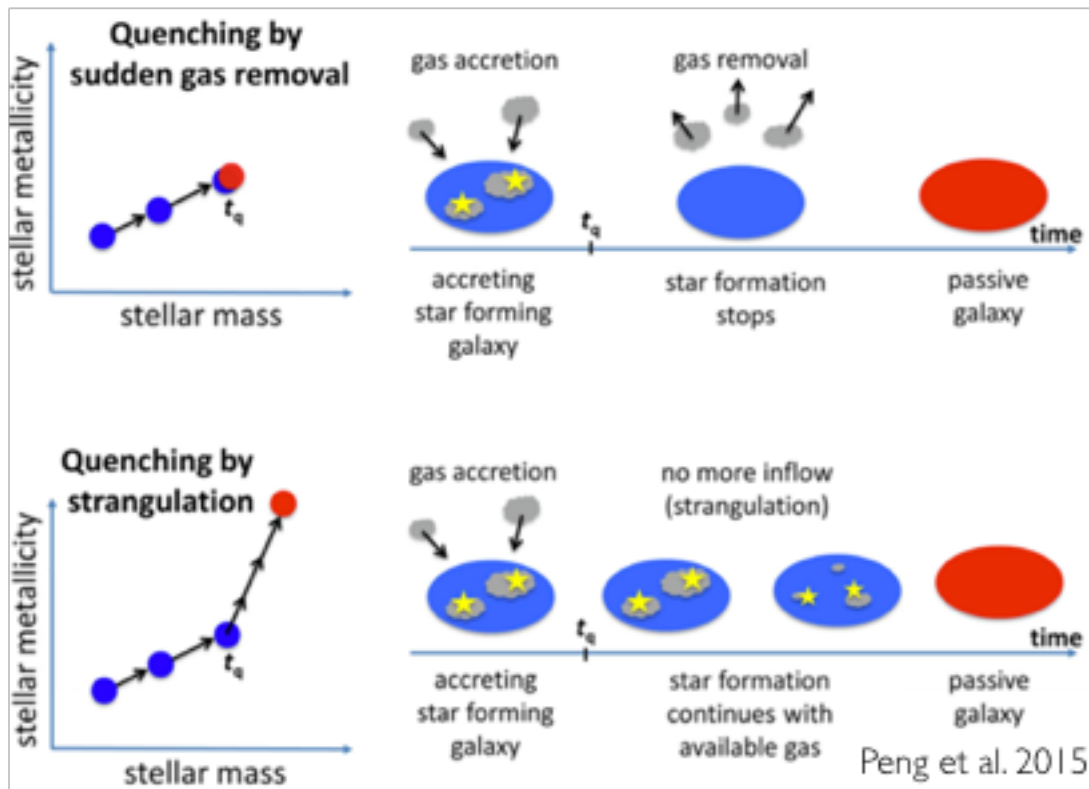 Quenching by
sudden gas removal
stellar metallicity
stellar mass
t_q
gas accretion
gas removal
t_q
time
accreting
star forming
galaxy
star formation
stops
passive
galaxy
Quenching by
strangulation
stellar metallicity
stellar mass
t_q
gas accretion
no more inflow
(strangulation)
t_q
time
accreting
star forming
galaxy
star formation
continues with
available gas
passive
galaxy
Peng et al. 2015